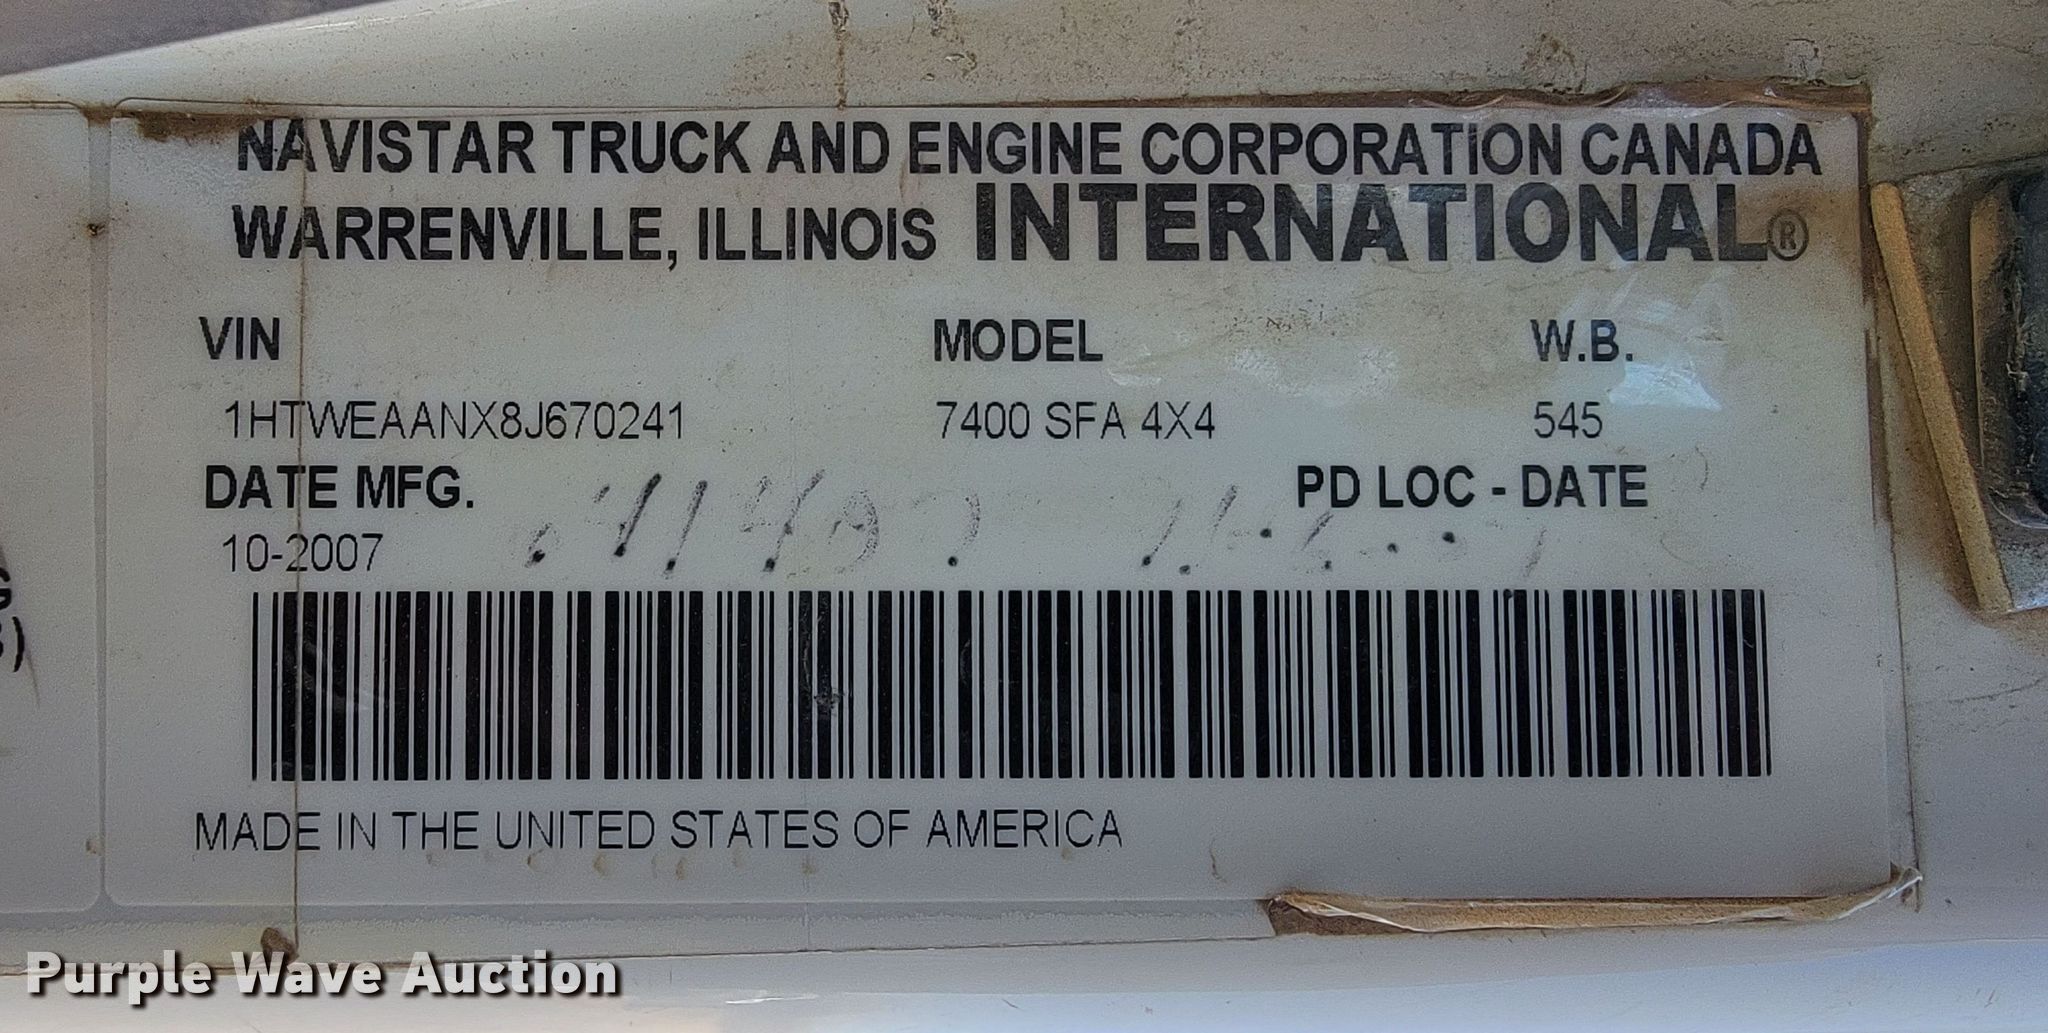 NAVISTAR TRUCK AND ENGINE CORPORATION CANADA
WARRENVILLE, ILLINOIS INTERNATIONAL®
VIN MODEL W.B.
1HTWEAANX8J670241 7400 SFA 4X4 545
DATE MFG. PD LOC - DATE
10-2007
MADE IN THE UNITED STATES OF AMERICA
Purple Wave Auction